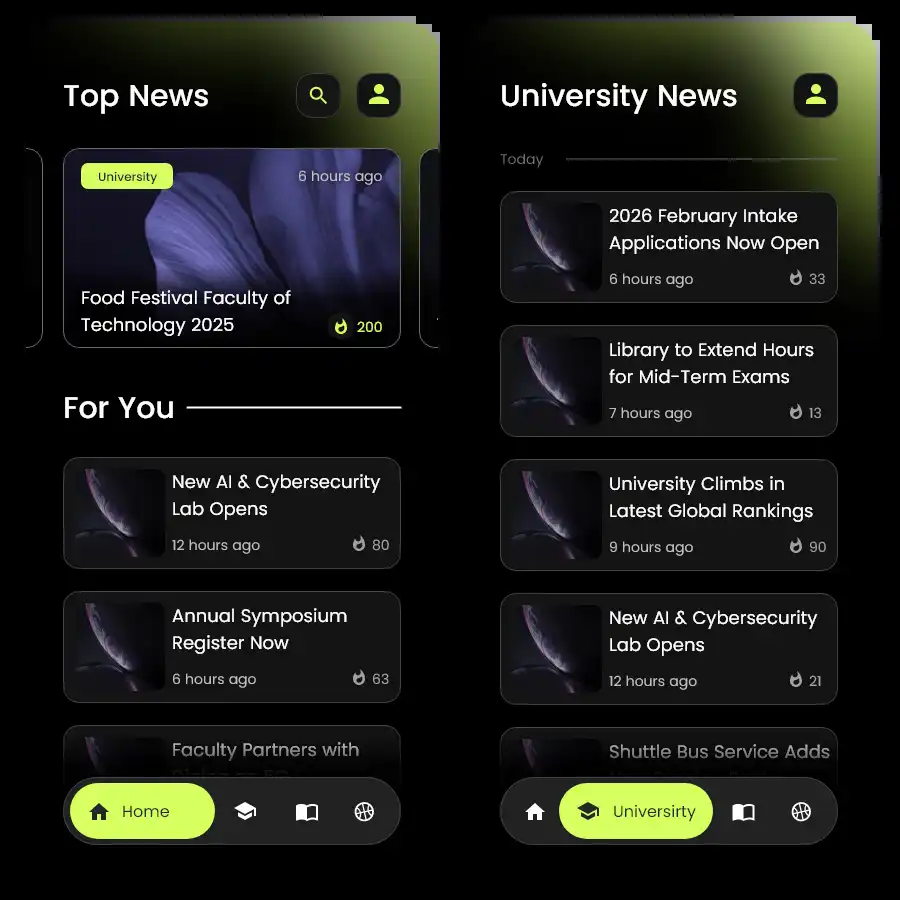 Top News
University
6 hours ago
Food Festival Faculty of
Technology 2025
200
For You
New AI & Cybersecurity
Lab Opens
12 hours ago
80
Annual Symposium
Register Now
6 hours ago
63
Faculty Partners with
Home
University News
Today
2026 February Intake
Applications Now Open
6 hours ago
33
Library to Extend Hours
for Mid-Term Exams
7 hours ago
13
University Climbs in
Latest Global Rankings
9 hours ago
90
New AI & Cybersecurity
Lab Opens
12 hours ago
21
Shuttle Bus Service Adds
Universirty